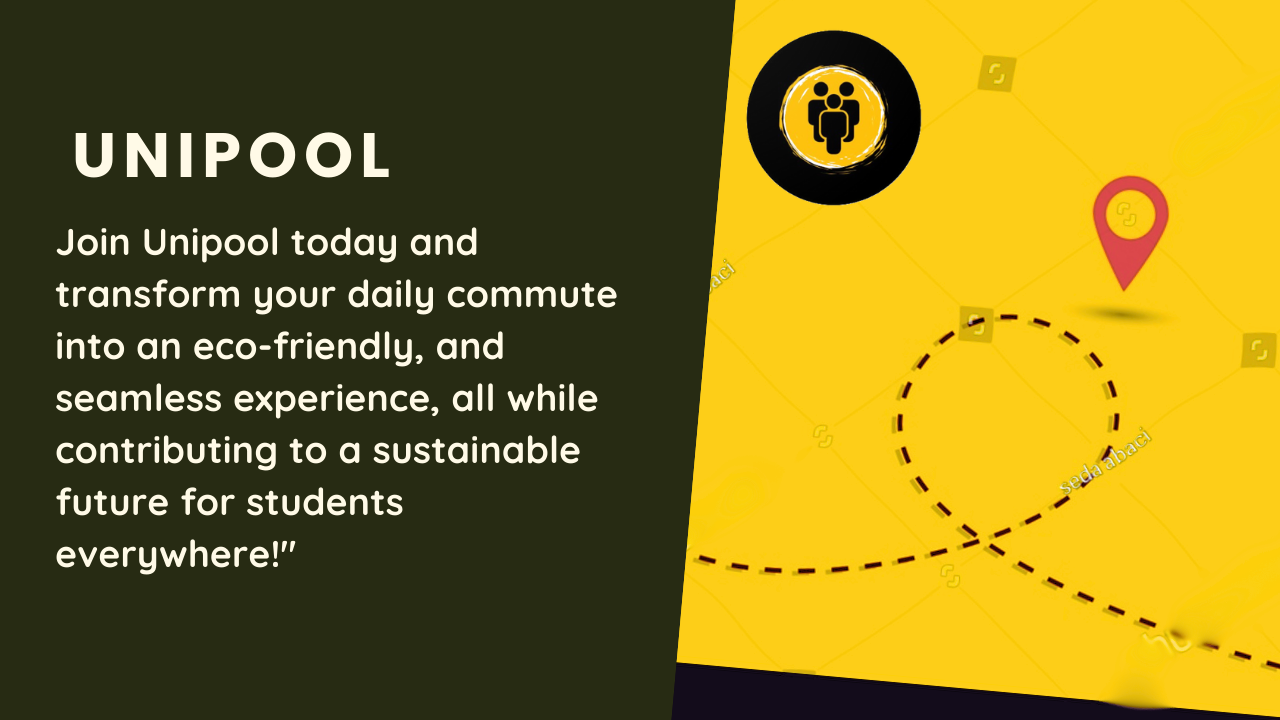 UNIPOOL
Join Unipool today and
transform your daily commute
into an eco-friendly, and
seamless experience, all while
contributing to a sustainable
future for students
everywhere!"
seda abaci